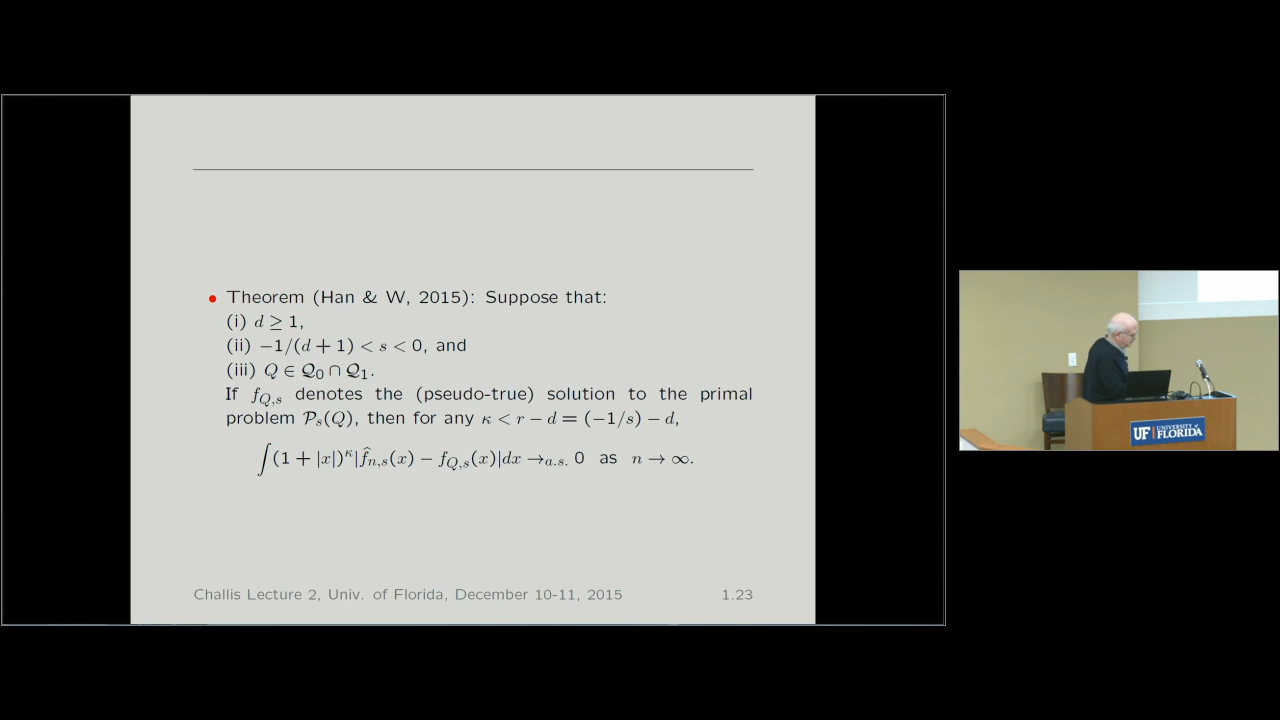 • Theorem (Han & W, 2015): Suppose that:
(i) d ≥ 1,
(ii) −1/(d + 1) < s < 0, and
(iii) Q ∈ 𝒬₀ ∩ 𝒬₁.
If f_{Q,s} denotes the (pseudo-true) solution to the primal
problem 𝒫_s(Q), then for any κ < r − d = (−1/s) − d,
∫(1 + |x|)^κ|f̂_{n,s}(x) − f_{Q,s}(x)|dx →_{a.s.} 0 as n → ∞.
Challis Lecture 2, Univ. of Florida, December 10-11, 2015 1.23
UF UNIVERSITY of FLORIDA